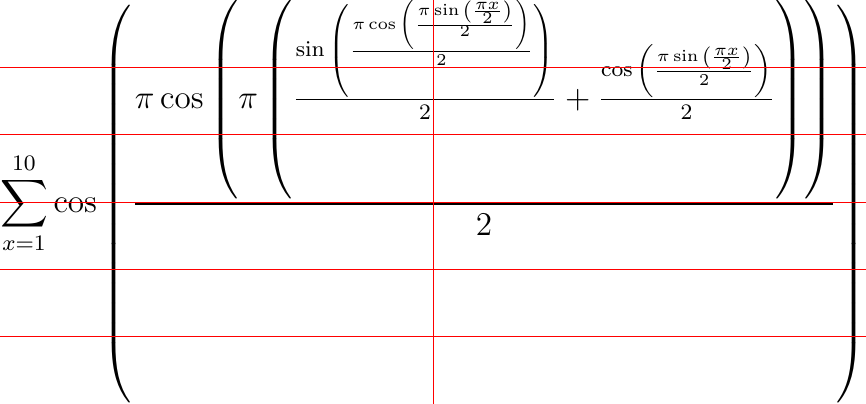 \sum_{x=1}^{10} \cos \left( \frac{\pi \cos \left( \pi \left( \frac{\sin \left( \frac{\pi \cos \left( \frac{\pi \sin \left( \frac{\pi x}{2} \right)}{2} \right)}{2} \right)}{2} + \frac{\cos \left( \frac{\pi \sin \left( \frac{\pi x}{2} \right)}{2} \right)}{2} \right) \right)}{2} \right)